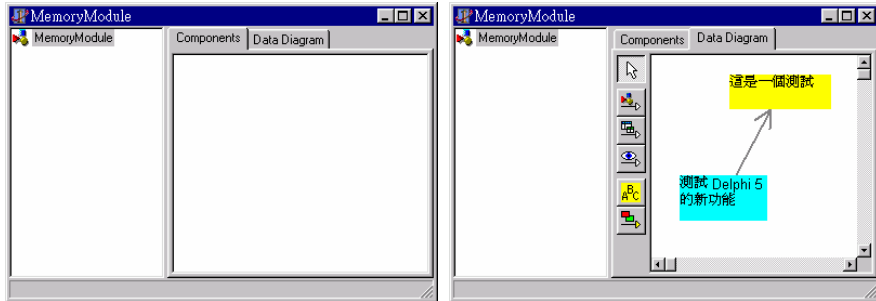 MemoryModule
MemoryModule
Components
Data Diagram
MemoryModule
MemoryModule
Components
Data Diagram
這是一個測試
測試 Delphi 5
的新功能
ABC